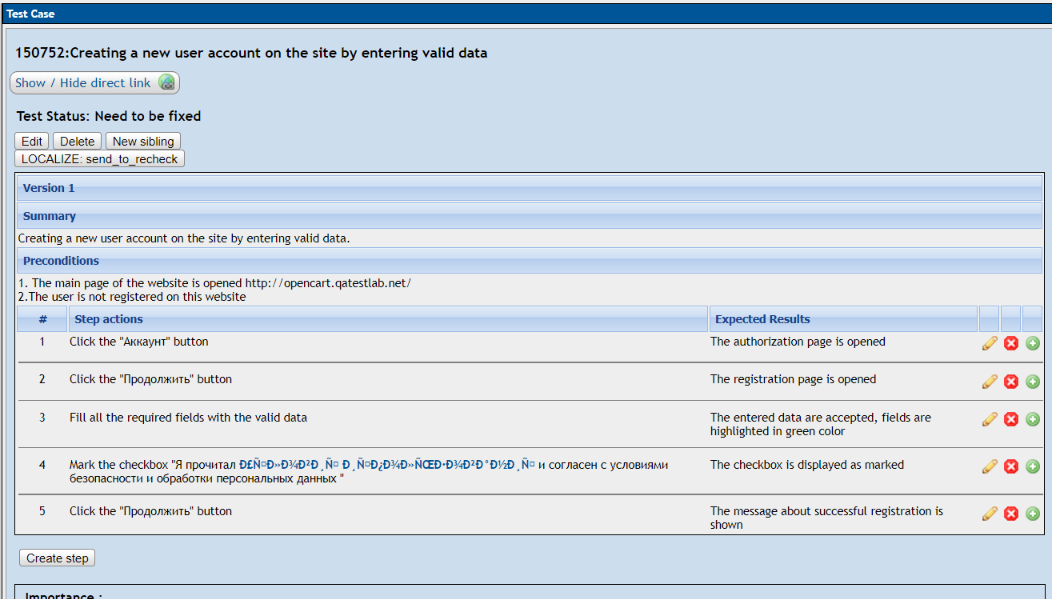 Test Case
150752:Creating a new user account on the site by entering valid data
Show / Hide direct link
Test Status: Need to be fixed
Edit Delete New sibling
LOCALIZE: send_to_recheck
Version 1
Summary
Creating a new user account on the site by entering valid data.
Preconditions
1. The main page of the website is opened http://opencart.qatestlab.net/
2.The user is not registered on this website
# Step actions Expected Results
1 Click the "Аккаунт" button The authorization page is opened
2 Click the "Продолжить" button The registration page is opened
3 Fill all the required fields with the valid data The entered data are accepted, fields are
highlighted in green color
4 Mark the checkbox "Я прочитал и согласен с условиями The checkbox is displayed as marked
безопасности и обработки персональных данных "
5 Click the "Продолжить" button The message about successful registration is
shown
Create step
Importance :